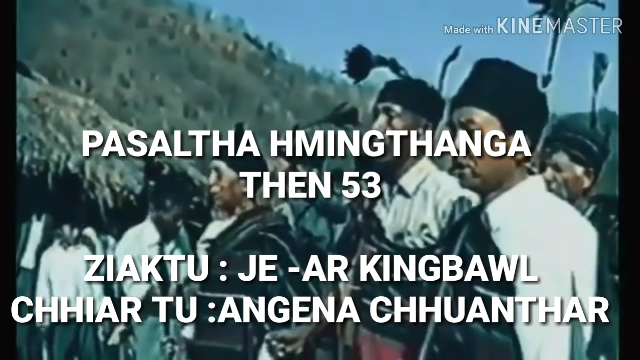 Made with KINEMASTER
PASALTHA HMINGTHANGA
THEN 53
ZIAKTU : JE -AR KINGBAWL
CHHIAR TU :ANGENA CHHUANTHAR